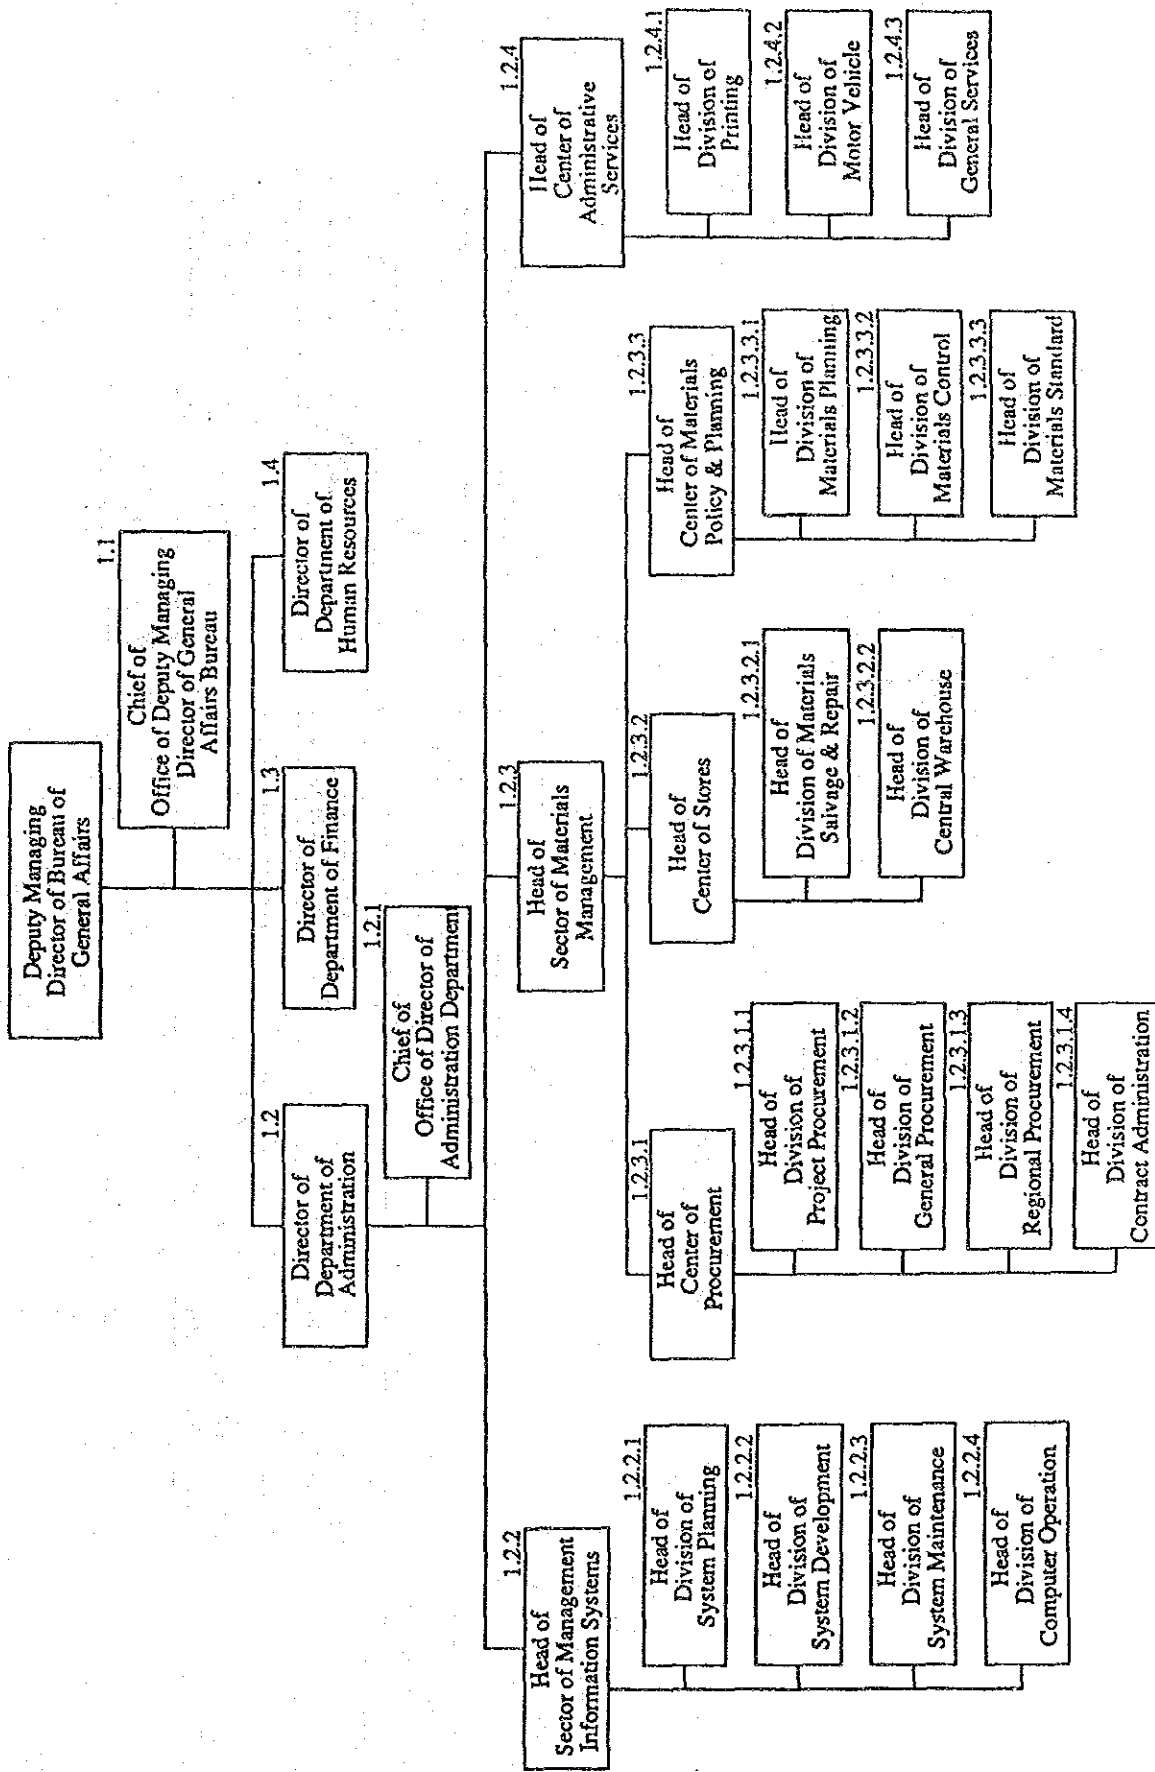 Deputy Managing
Director of Bureau of
General Affairs
1.1
Chief of
Office of Deputy Managing
Director of General
Affairs Bureau
1.2
Director of
Department of
Administration
1.3
Director of
Department of Finance
1.4
Director of
Department of
Human Resources
1.2.1
Chief of
Office of Director of
Administration Department
1.2.2
Head of
Sector of Management
Information Systems
1.2.3
Head of
Sector of Materials
Management
1.2.4
Head of
Center of
Administrative
Services
1.2.2.1
Head of
Division of
System Planning
1.2.2.2
Head of
Division of
System Development
1.2.2.3
Head of
Division of
System Maintenance
1.2.2.4
Head of
Division of
Computer Operation
1.2.3.1
Head of
Center of
Procurement
1.2.3.1.1
Head of
Division of
Project Procurement
1.2.3.1.2
Head of
Division of
General Procurement
1.2.3.1.3
Head of
Division of
Regional Procurement
1.2.3.1.4
Head of
Division of
Contract Administration
1.2.3.2
Head of
Center of Stores
1.2.3.2.1
Head of
Division of Materials
Salvage & Repair
1.2.3.2.2
Head of
Division of
Central Warehouse
1.2.3.3
Head of
Center of Materials
Policy & Planning
1.2.3.3.1
Head of
Division of
Materials Planning
1.2.3.3.2
Head of
Division of
Materials Control
1.2.3.3.3
Head of
Division of
Materials Standard
1.2.4.1
Head of
Division of
Printing
1.2.4.2
Head of
Division of
Motor Vehicle
1.2.4.3
Head of
Division of
General Services